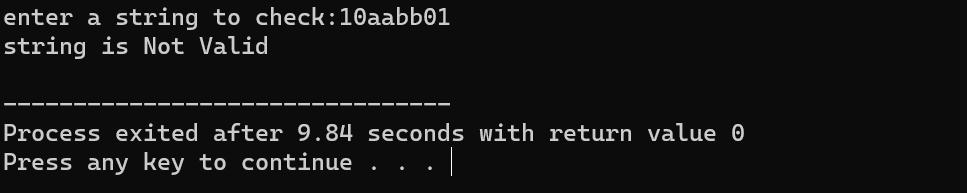 enter a string to check:10aabb01
string is Not Valid
--------------------------------
Process exited after 9.84 seconds with return value 0
Press any key to continue . . .